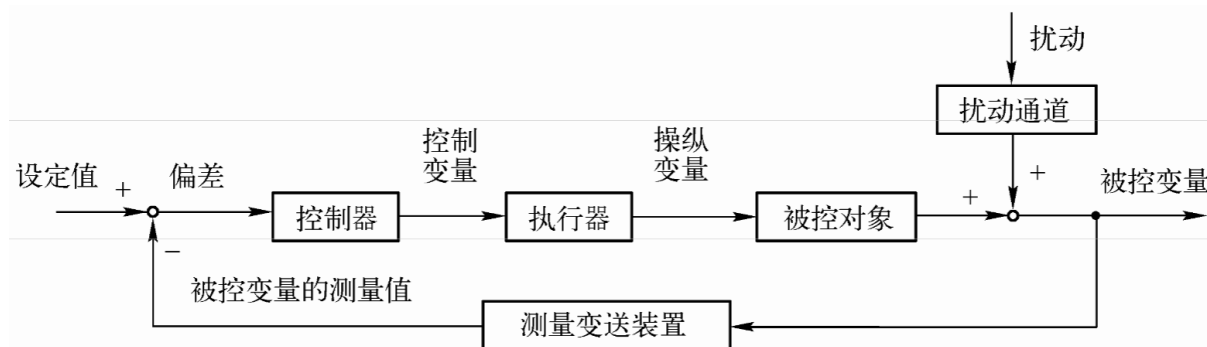 扰动
扰动通道
控制
变量
操纵
变量
设定值
+
偏差
+
被控变量
控制器
执行器
被控对象
+
−
被控变量的测量值
测量变送装置